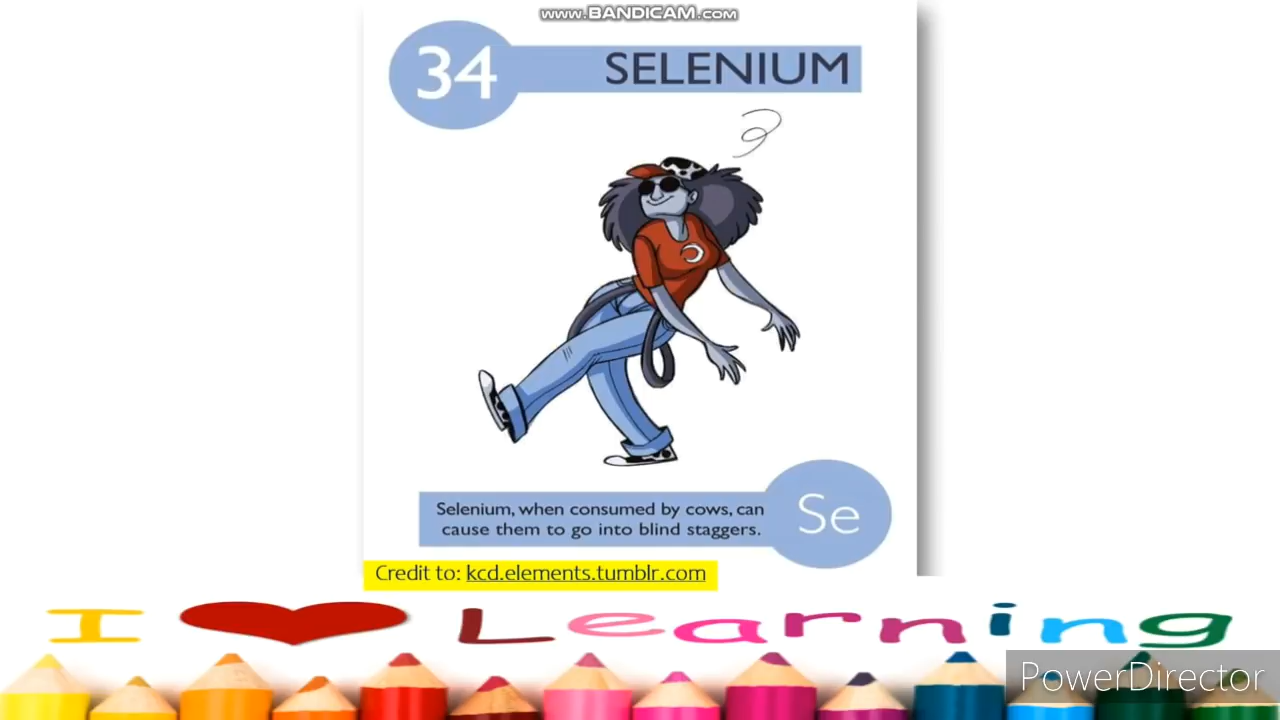 www.BANDICAM.com
34 SELENIUM
Selenium, when consumed by cows, can
cause them to go into blind staggers.
Se
Credit to: kcd.elements.tumblr.com
I Learning
PowerDirector